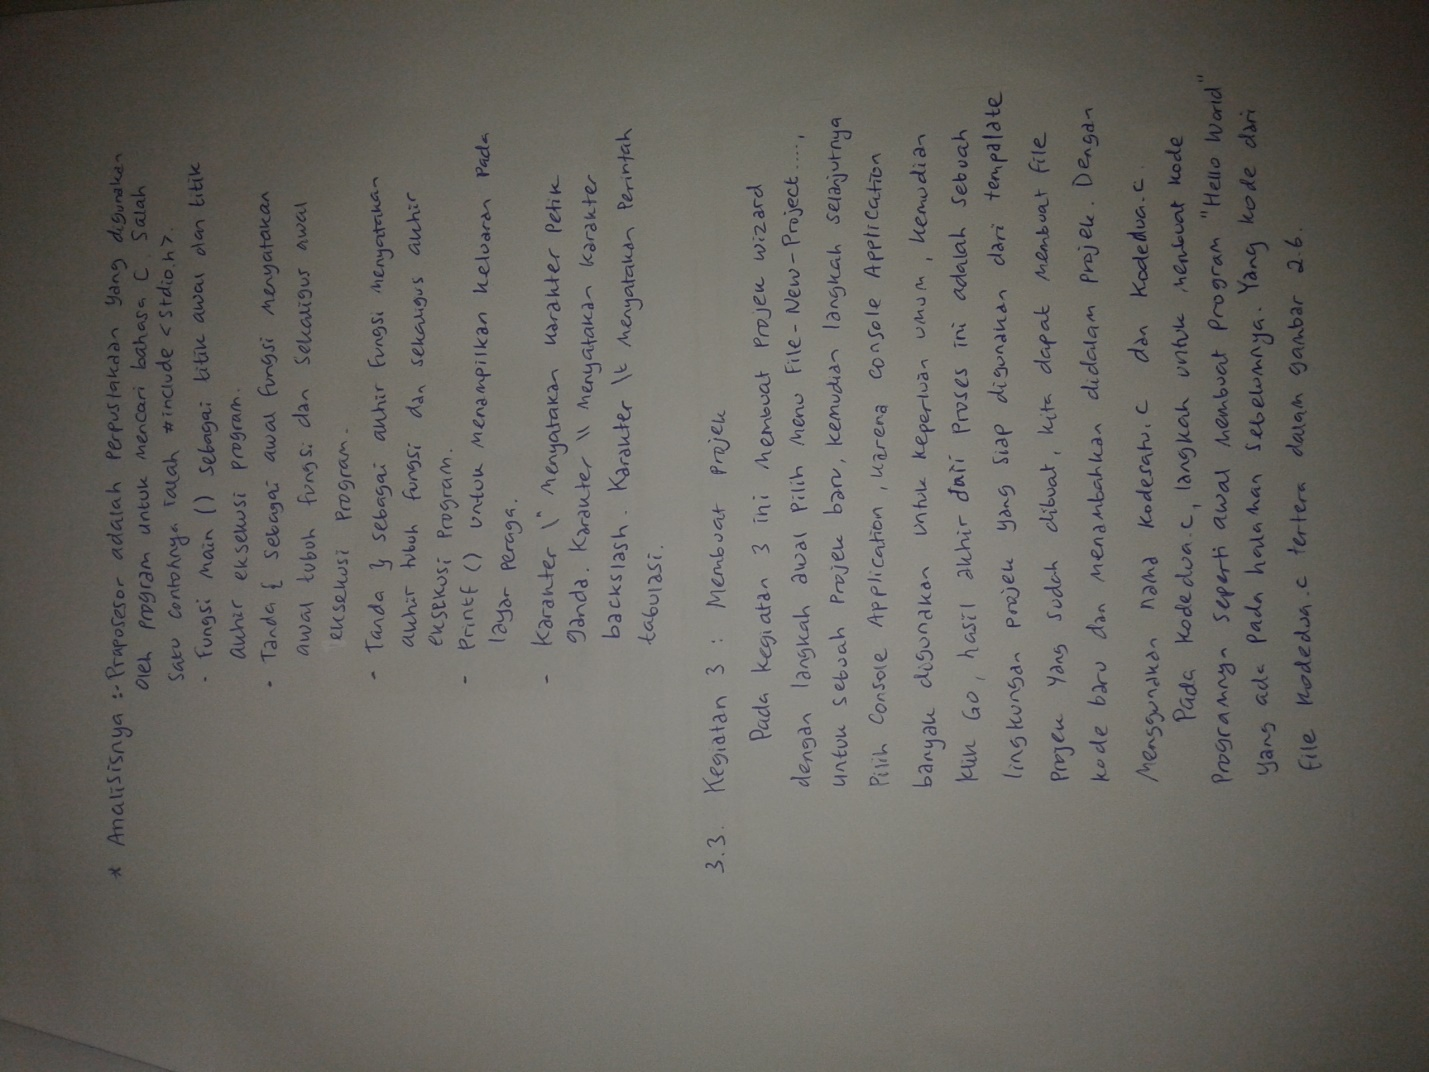 * Analisisnya :- Praposesor adalah Perpustakaan yang digunakan
oleh program untuk mencari bahasa C. Salah
satu contohnya ialah #include <stdio.h>.
- Fungsi main () sebagai titik awal dan titik
akhir eksekusi program.
- Tanda { sebagai awal fungsi menyatakan
awal tubuh fungsi dan sekaligus awal
eksekusi Program.
- Tanda } sebagai akhir fungsi menyatakan
akhir tubuh fungsi dan sekaligus akhir
eksekusi Program.
- Printf () untuk menampilkan keluaran Pada
layar Peraga.
- Karakter \" menyatakan karakter Petik
ganda. Karakter \\ menyatakan karakter
backslash. Karakter \t menyatakan Perintah
tabulasi.
3.3. Kegiatan 3 : Membuat Projek
Pada Kegiatan 3 ini membuat Projek wizard
dengan langkah awal Pilih menu File-New-Project....,
untuk sebuah Projek baru, kemudian langkah selanjutnya
Pilih Console Application, karena console Application
banyak digunakan untuk keperluan umum, kemudian
klik Go, hasil akhir dari Proses ini adalah sebuah
lingkungan projek yang siap digunakan dari tempalate
Projek yang sudah dibuat, kita dapat membuat file
kode baru dan menambahkan didalam Projek. Dengan
Menggunakan nama Kodesatu.c dan Kodedua.c.
Pada Kodedua.c, langkah untuk membuat kode
Programnya seperti awal membuat Program "Hello World"
yang ada Pada halaman sebelumnya. Yang Kode dari
file Kodedua.c tertera dalam gambar 2.6.